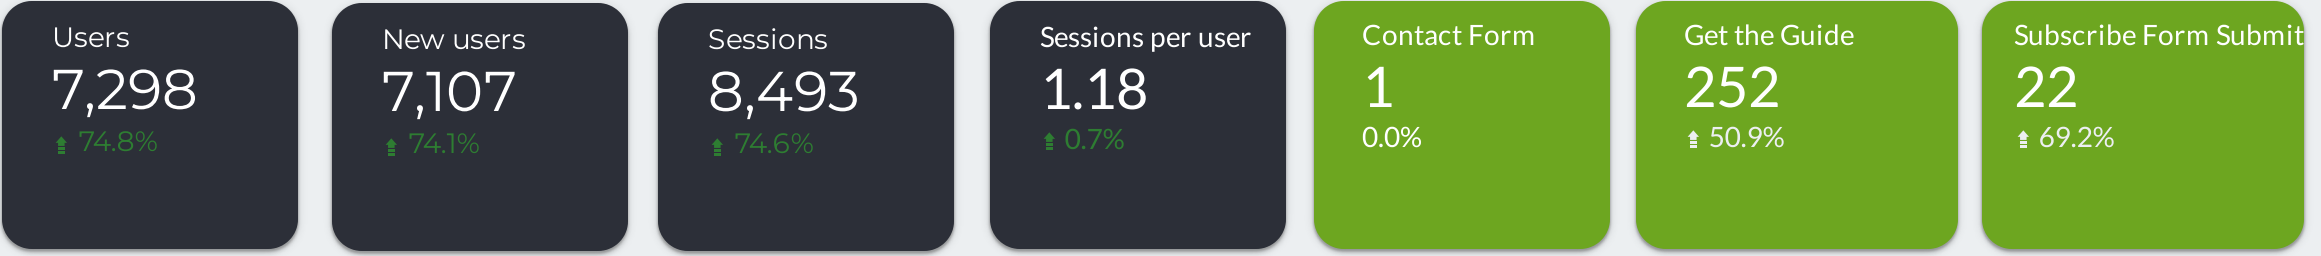 Users
7,298
74.8%
New users
7,107
74.1%
Sessions
8,493
74.6%
Sessions per user
1.18
0.7%
Contact Form
1
0.0%
Get the Guide
252
50.9%
Subscribe Form Submit
22
69.2%